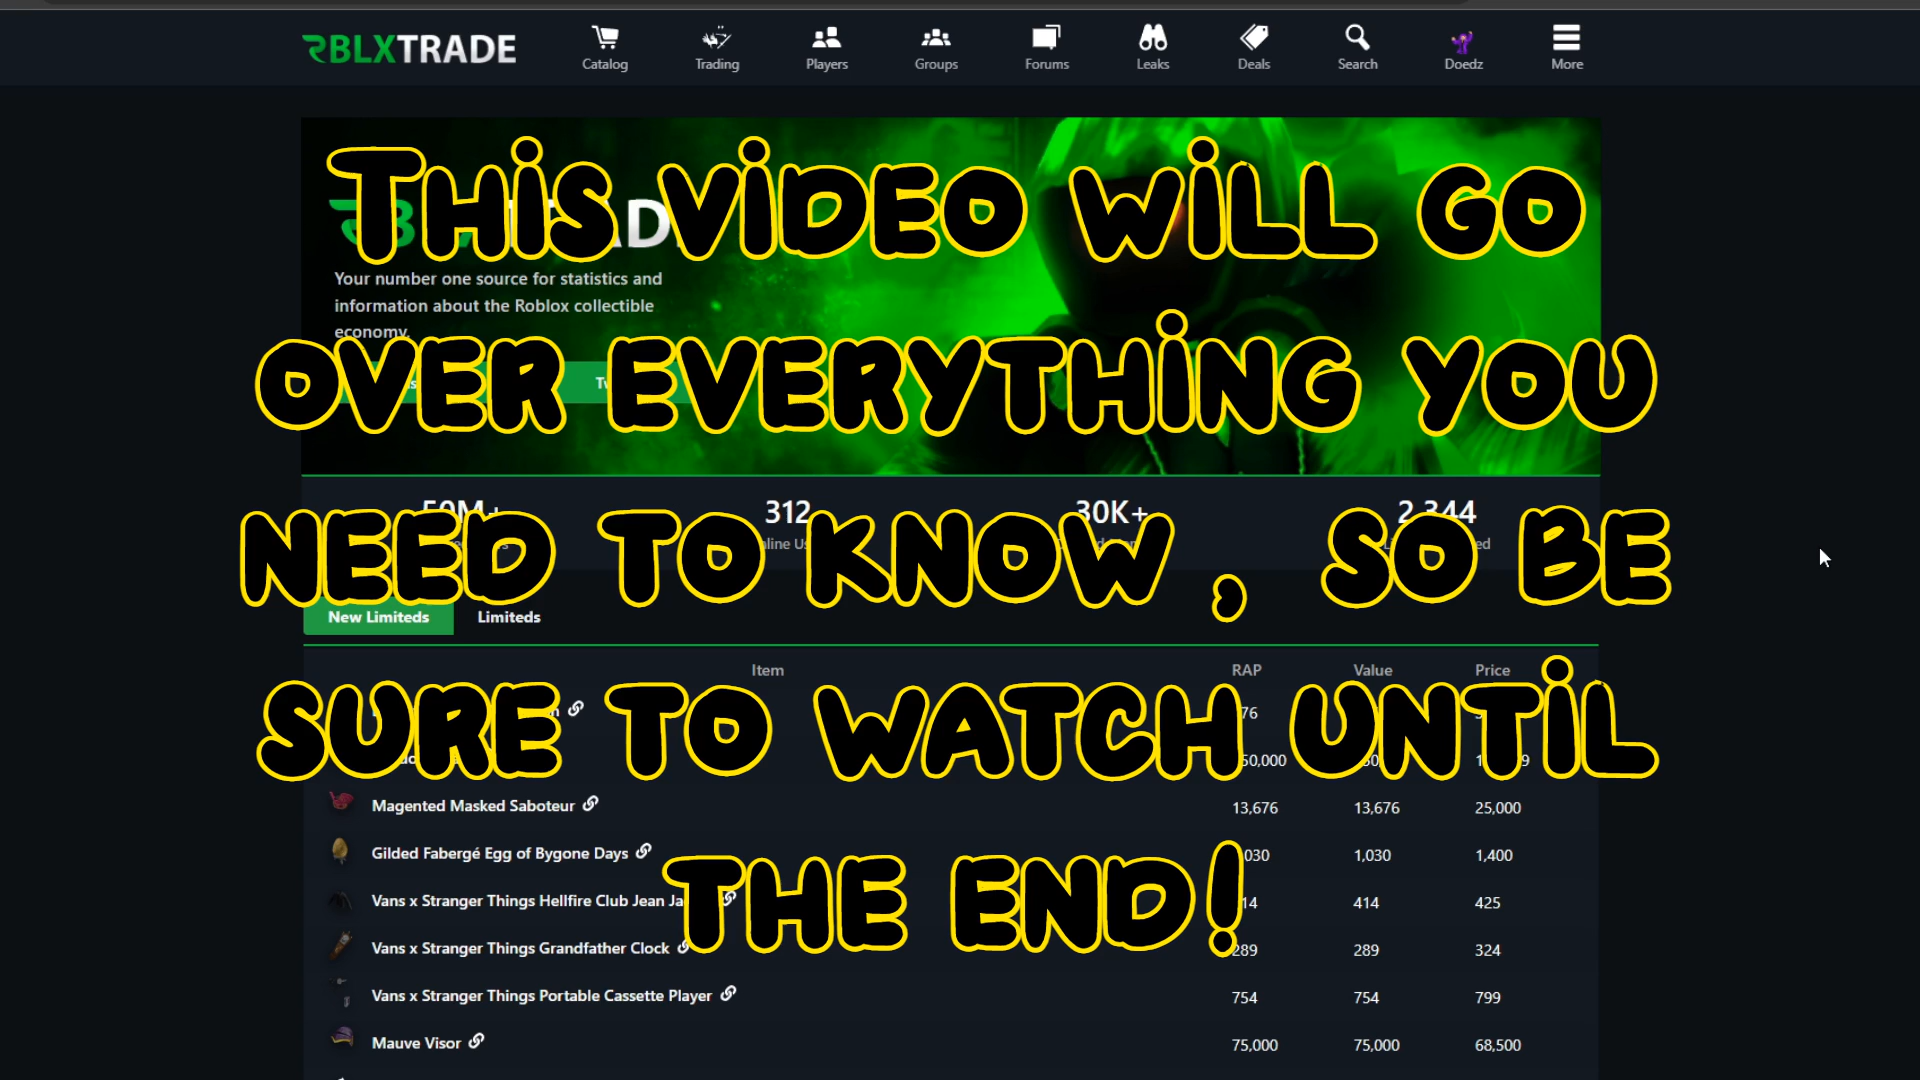 RBLXTRADE
Catalog Trading Players Groups Forums Leaks Deals Search Doedz More
THIS VIDEO WILL GO
Your number one source for statistics and
information about the Roblox collectible
economy.
OVER EVERYTHING YOU
50M+ 312 30K+ 2,344
NEED TO KNOW, SO BE
New Limiteds Limiteds
Item RAP Value Price
SURE TO WATCH UNTIL
Magented Masked Saboteur 13,676 13,676 25,000
Gilded Fabergé Egg of Bygone Days 1,030 1,400
THE END!
Vans x Stranger Things Hellfire Club Jean 414 425
Vans x Stranger Things Grandfather Clock 289 289 324
Vans x Stranger Things Portable Cassette Player 754 754 799
Mauve Visor 75,000 75,000 68,500